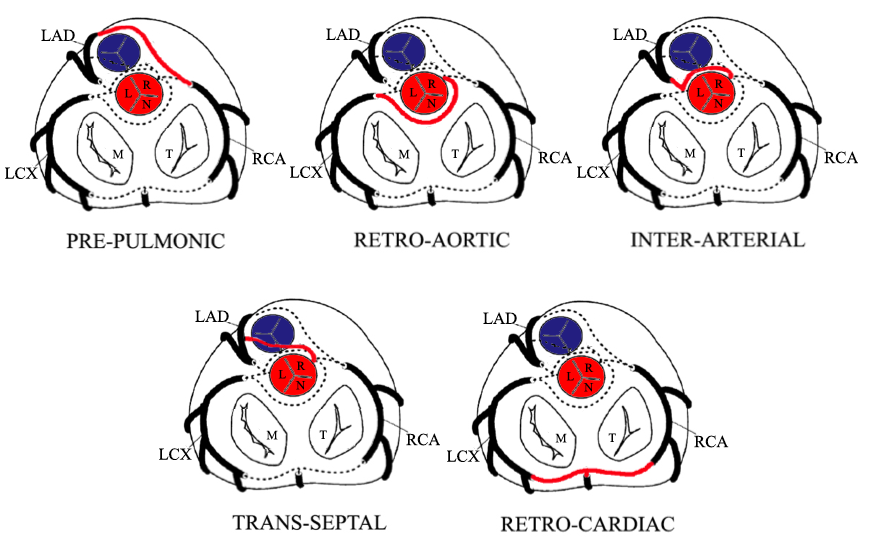 LAD
R
L
N
M
T
LCX
RCA
PRE-PULMONIC
LAD
R
L
N
M
T
LCX
RCA
RETRO-AORTIC
LAD
R
L
N
M
T
LCX
RCA
INTER-ARTERIAL
LAD
R
L
N
M
T
LCX
RCA
TRANS-SEPTAL
LAD
R
L
N
M
T
LCX
RCA
RETRO-CARDIAC